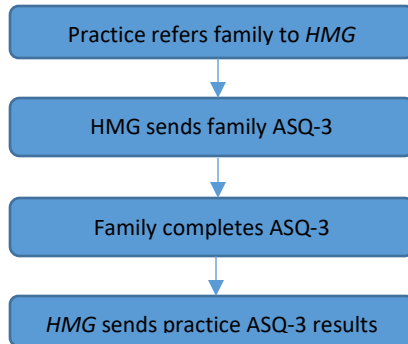 Practice refers family to HMG
HMG sends family ASQ-3
Family completes ASQ-3
HMG sends practice ASQ-3 results